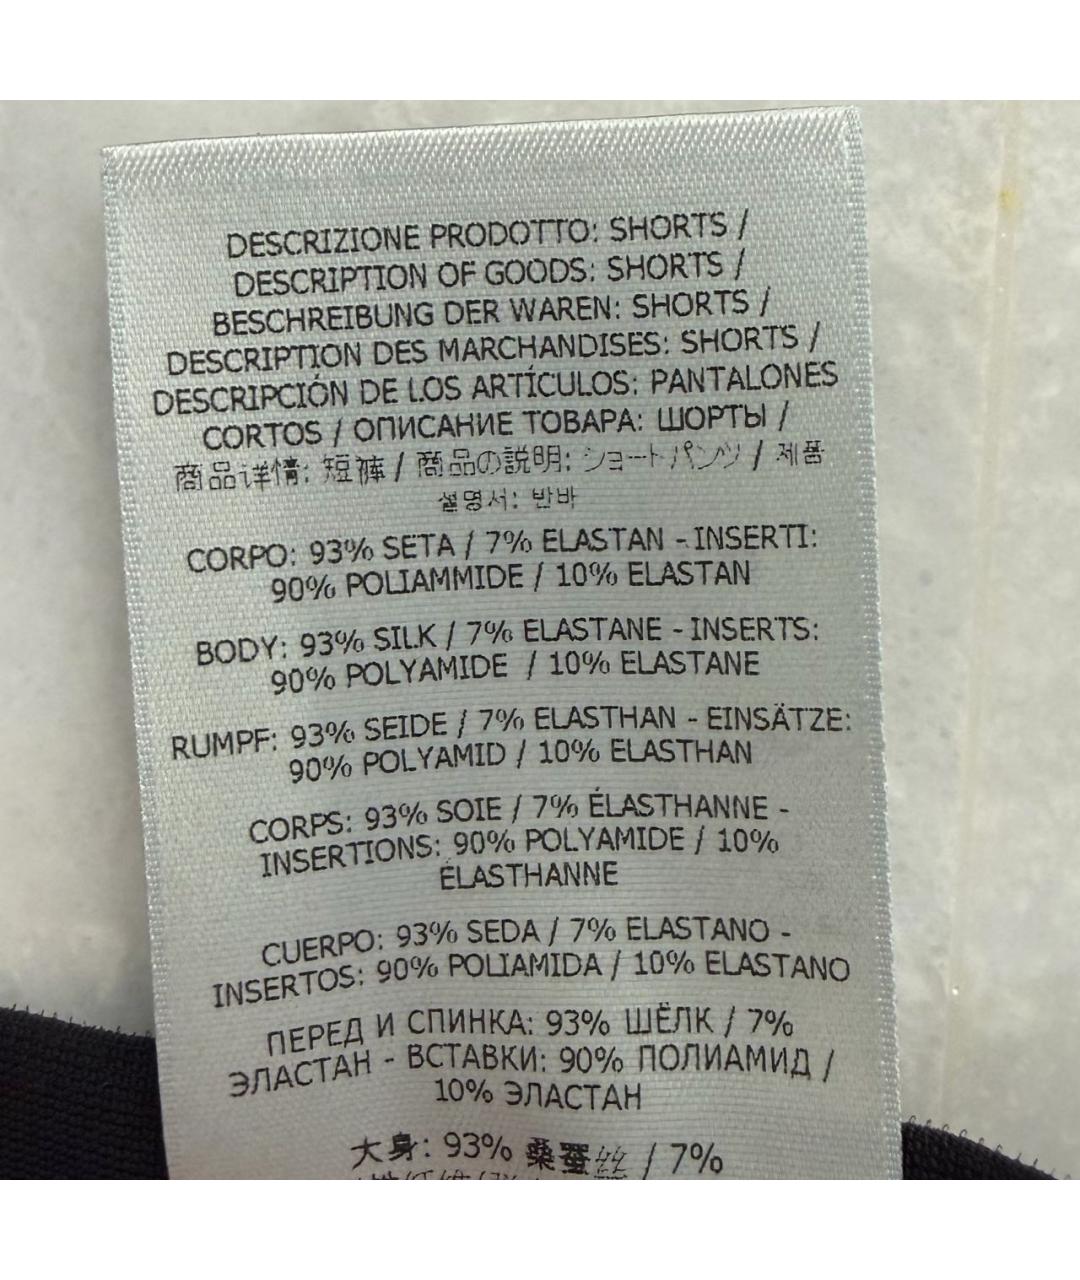 DESCRIZIONE PRODOTTO: SHORTS /
DESCRIPTION OF GOODS: SHORTS /
BESCHREIBUNG DER WAREN: SHORTS /
DESCRIPTION DES MARCHANDISES: SHORTS /
DESCRIPCIÓN DE LOS ARTÍCULOS: PANTALONES
CORTOS / ОПИСАНИЕ ТОВАРА: ШОРТЫ /
商品详情: 短裤 / 商品の説明: ショートパンツ / 제품
설명서: 반바
CORPO: 93% SETA / 7% ELASTAN - INSERTI:
90% POLIAMMIDE / 10% ELASTAN
BODY: 93% SILK / 7% ELASTANE - INSERTS:
90% POLYAMIDE / 10% ELASTANE
RUMPF: 93% SEIDE / 7% ELASTHAN - EINSÄTZE:
90% POLYAMID / 10% ELASTHAN
CORPS: 93% SOIE / 7% ÉLASTHANNE -
INSERTIONS: 90% POLYAMIDE / 10%
ÉLASTHANNE
CUERPO: 93% SEDA / 7% ELASTANO -
INSERTOS: 90% POLIAMIDA / 10% ELASTANO
ПЕРЕД И СПИНКА: 93% ШЁЛК / 7%
ЭЛАСТАН - ВСТАВКИ: 90% ПОЛИАМИД /
10% ЭЛАСТАН
大身: 93% 桑蚕丝 / 7%